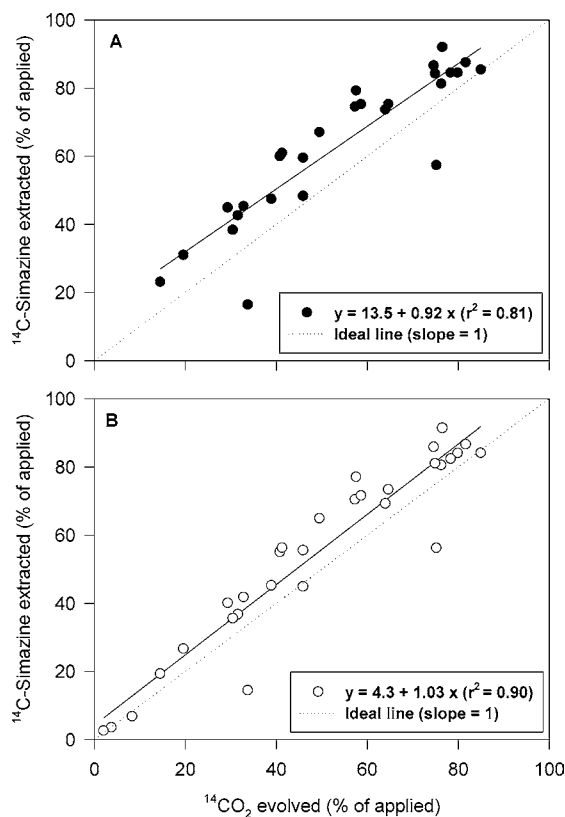 100
A
80
60
40
20
0
¹⁴C-Simazine extracted (% of applied)
y = 13.5 + 0.92 x (r² = 0.81)
Ideal line (slope = 1)
100
B
80
60
40
20
0
¹⁴C-Simazine extracted (% of applied)
y = 4.3 + 1.03 x (r² = 0.90)
Ideal line (slope = 1)
0 20 40 60 80 100
¹⁴CO₂ evolved (% of applied)